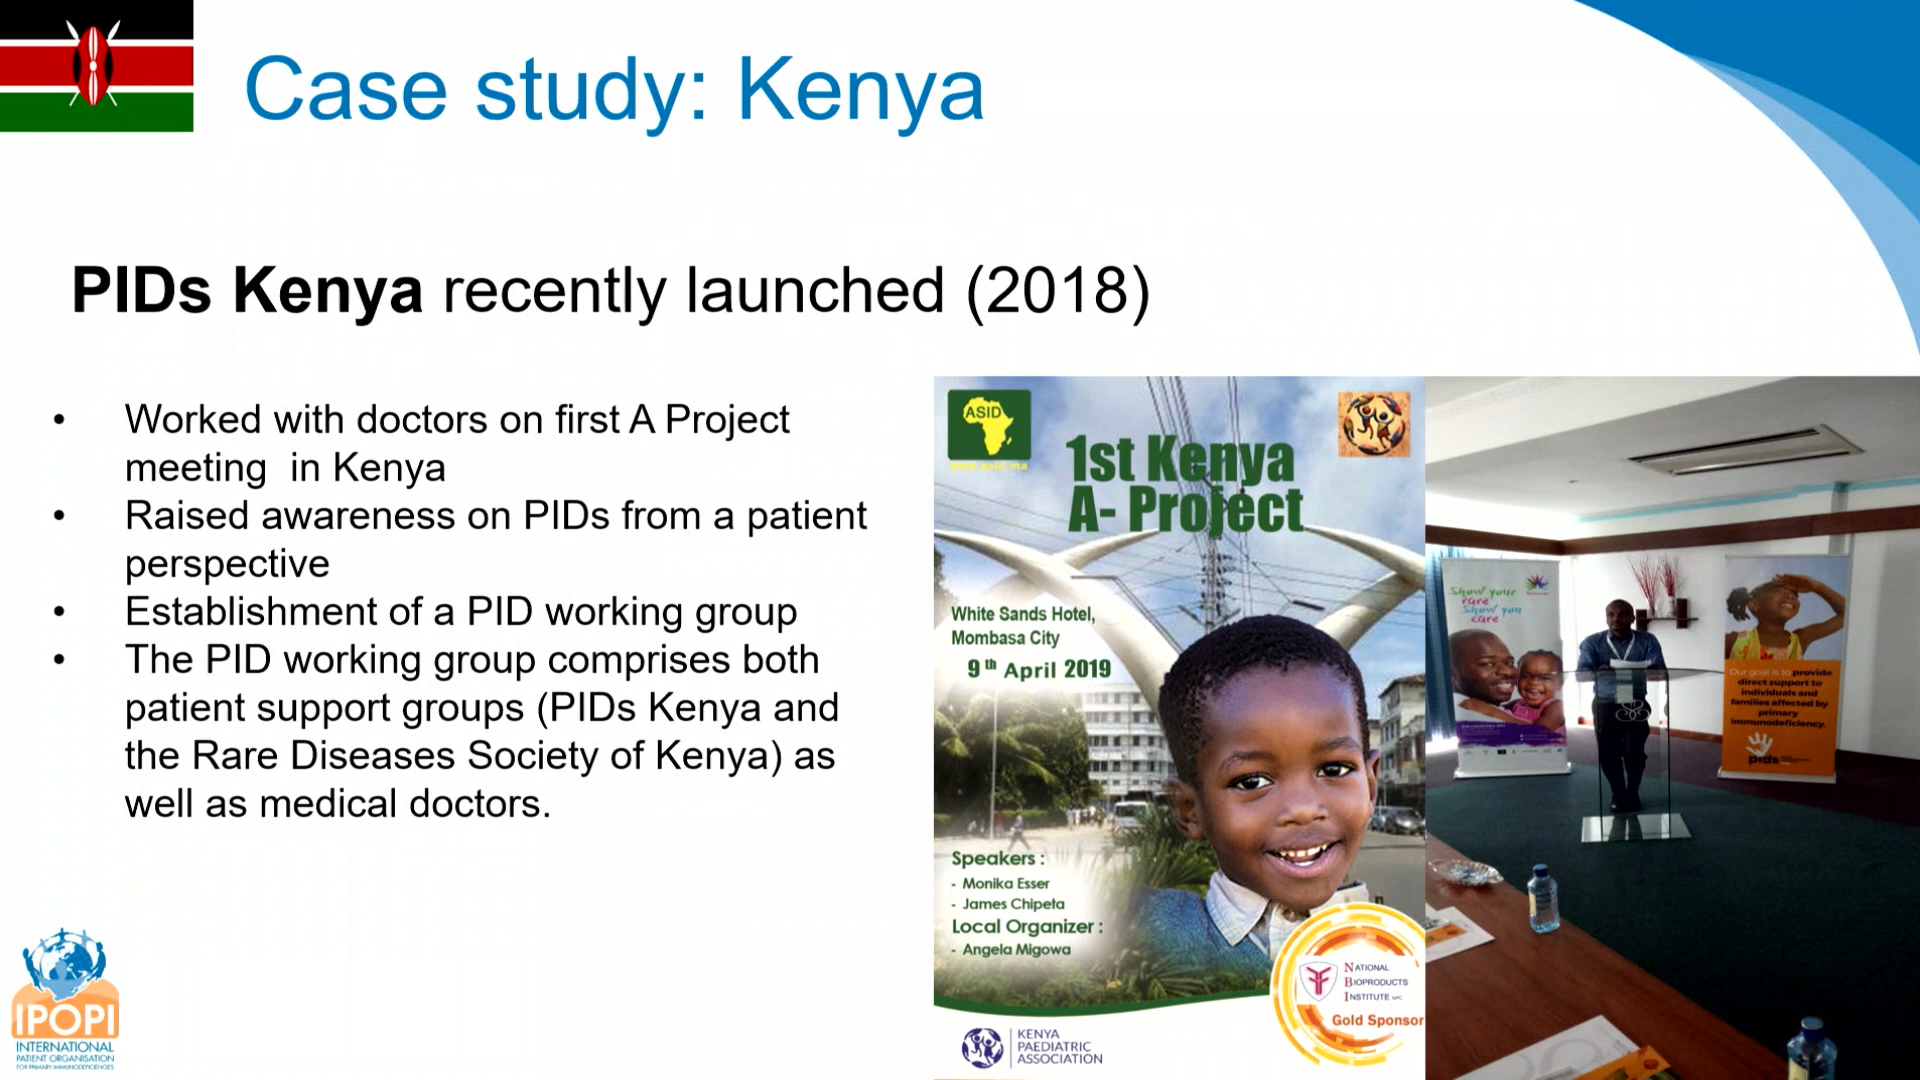 Case study: Kenya
PIDs Kenya recently launched (2018)
• Worked with doctors on first A Project
meeting in Kenya
• Raised awareness on PIDs from a patient
perspective
• Establishment of a PID working group
• The PID working group comprises both
patient support groups (PIDs Kenya and
the Rare Diseases Society of Kenya) as
well as medical doctors.
ASID
www.asid.ma
1st Kenya
A- Project
White Sands Hotel,
Mombasa City
9th April 2019
Speakers :
- Monika Esser
- James Chipeta
Local Organizer :
- Angela Migowa
NATIONAL
BIOPRODUCTS
INSTITUTE NPC
Gold Sponsor
KENYA
PAEDIATRIC
ASSOCIATION
Show your
rare
Show you
care
Our goal is to provide
direct support to
individuals and
families affected by
primary
immunodeficiency.
pids
IPOPI
INTERNATIONAL
PATIENT ORGANISATION
FOR PRIMARY IMMUNODEFICIENCIES